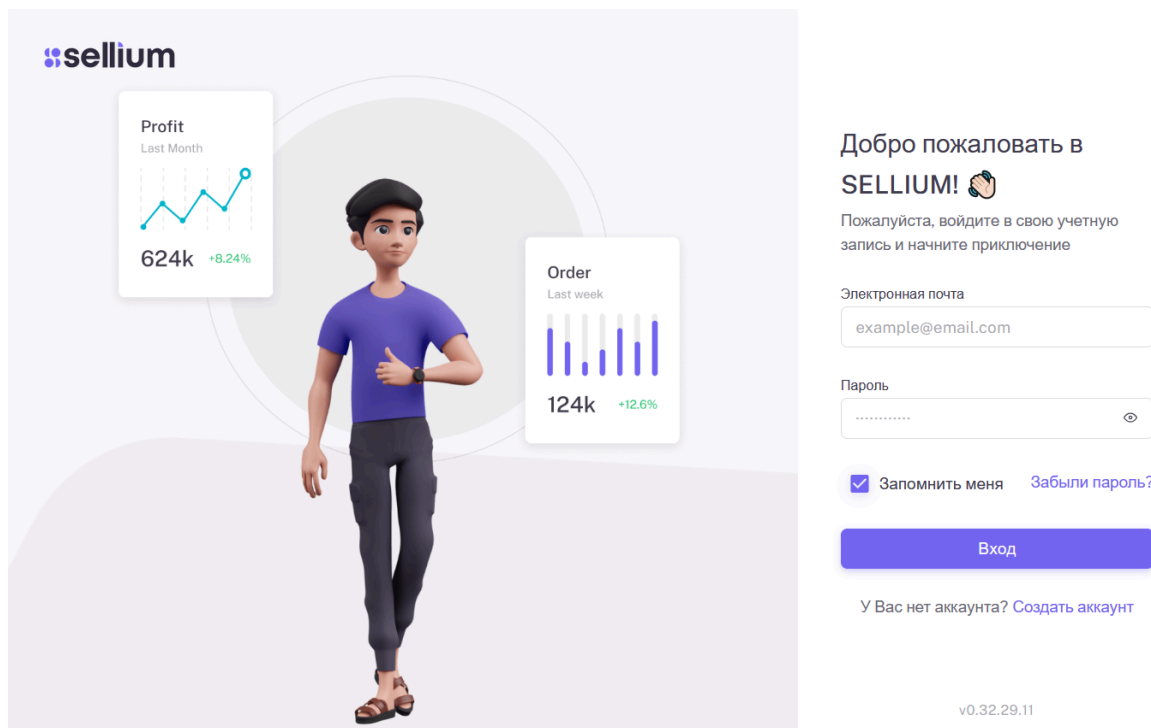 sellium
Profit
Last Month
624k +8.24%
Order
Last week
124k +12.6%
Добро пожаловать в
SELLIUM!
Пожалуйста, войдите в свою учетную
запись и начните приключение
Электронная почта
example@email.com
Пароль
Запомнить меня Забыли пароль?
Вход
У Вас нет аккаунта? Создать аккаунт
v0.32.29.11